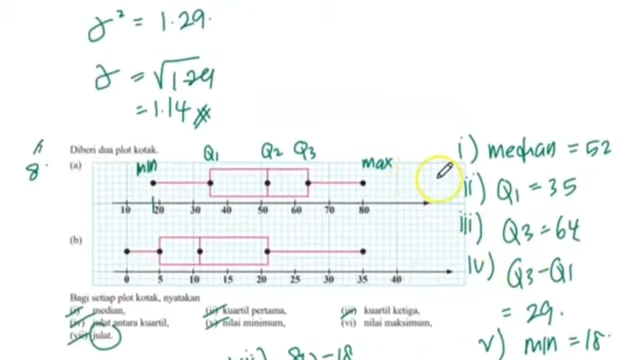 σ² = 1.29.
σ = √1.29
= 1.14
8.
Diberi dua plot kotak.
(a)
min Q1 Q2 Q3 max
10 20 30 40 50 60 70 80
(b)
0 5 10 15 20 25 30 35 40
Bagi setiap plot kotak, nyatakan
(i) median, (ii) kuartil pertama, (iii) kuartil ketiga,
(iv) julat antara kuartil, (v) nilai minimum, (vi) nilai maksimum,
(vii) julat.
i) median = 52
ii) Q1 = 35
iii) Q3 = 64
iv) Q3 - Q1
= 29.
v) min = 18.
80 - 18